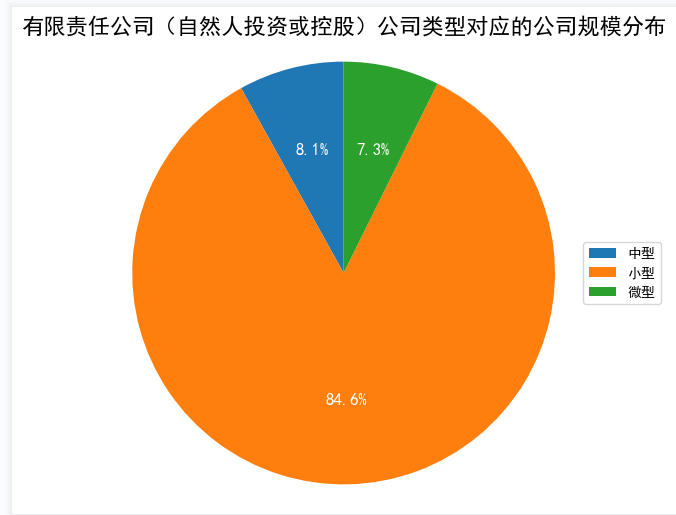 有限责任公司（自然人投资或控股）公司类型对应的公司规模分布
8.1%
7.3%
中型
小型
微型
84.6%